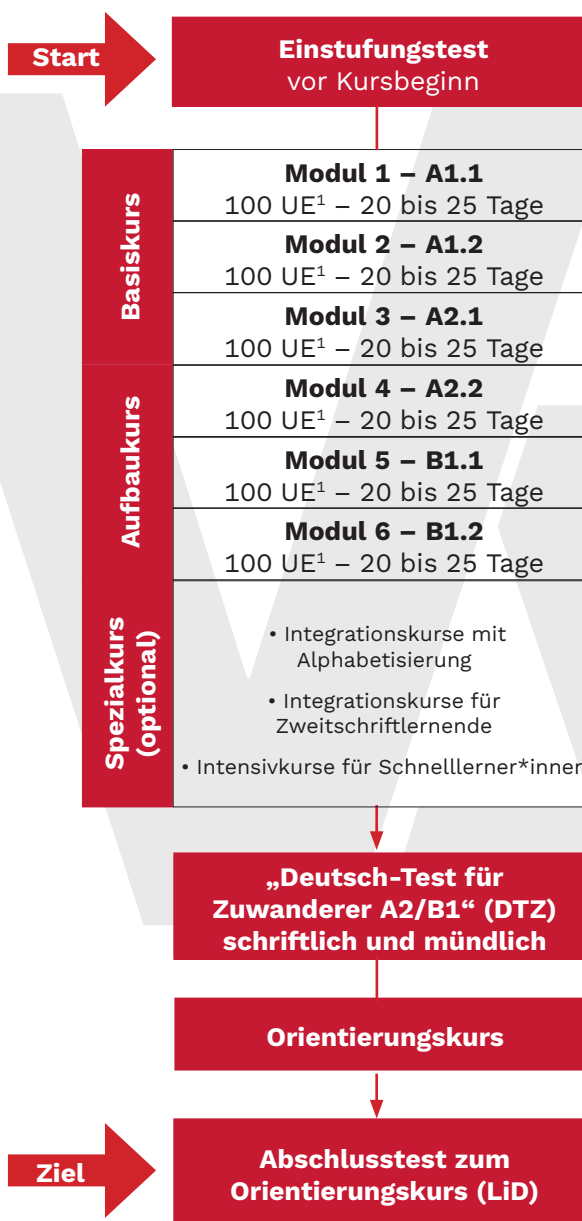 Start
Einstufungstest
vor Kursbeginn
Basiskurs
Modul 1 – A1.1
100 UE¹ – 20 bis 25 Tage
Modul 2 – A1.2
100 UE¹ – 20 bis 25 Tage
Modul 3 – A2.1
100 UE¹ – 20 bis 25 Tage
Aufbaukurs
Modul 4 – A2.2
100 UE¹ – 20 bis 25 Tage
Modul 5 – B1.1
100 UE¹ – 20 bis 25 Tage
Modul 6 – B1.2
100 UE¹ – 20 bis 25 Tage
Spezialkurs
(optional)
• Integrationskurse mit
Alphabetisierung
• Integrationskurse für
Zweitschriftlernende
• Intensivkurse für Schnelllerner*innen
„Deutsch-Test für
Zuwanderer A2/B1“ (DTZ)
schriftlich und mündlich
Orientierungskurs
Ziel
Abschlusstest zum
Orientierungskurs (LiD)